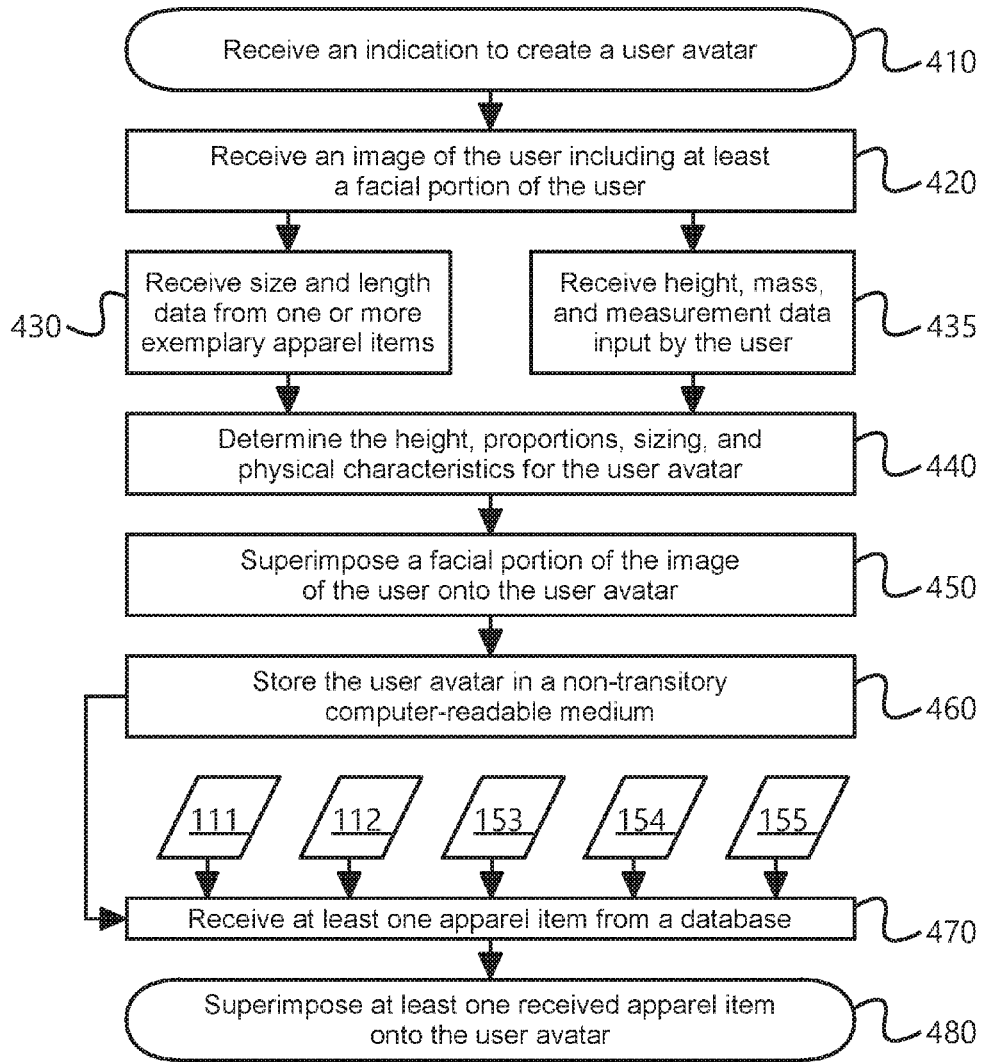 Receive an indication to create a user avatar
410
Receive an image of the user including at least
a facial portion of the user
420
Receive size and length
data from one or more
exemplary apparel items
430
Receive height, mass,
and measurement data
input by the user
435
Determine the height, proportions, sizing, and
physical characteristics for the user avatar
440
Superimpose a facial portion of the image
of the user onto the user avatar
450
Store the user avatar in a non-transitory
computer-readable medium
460
111
112
153
154
155
Receive at least one apparel item from a database
470
Superimpose at least one received apparel item
onto the user avatar
480